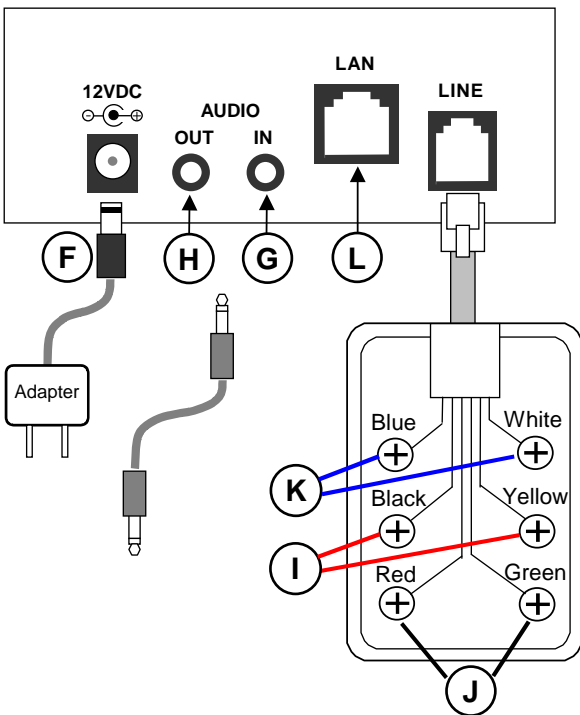 LAN
12VDC
LINE
AUDIO
OUT
IN
F
H
G
L
Adapter
Blue
White
K
Black
Yellow
I
Red
Green
J